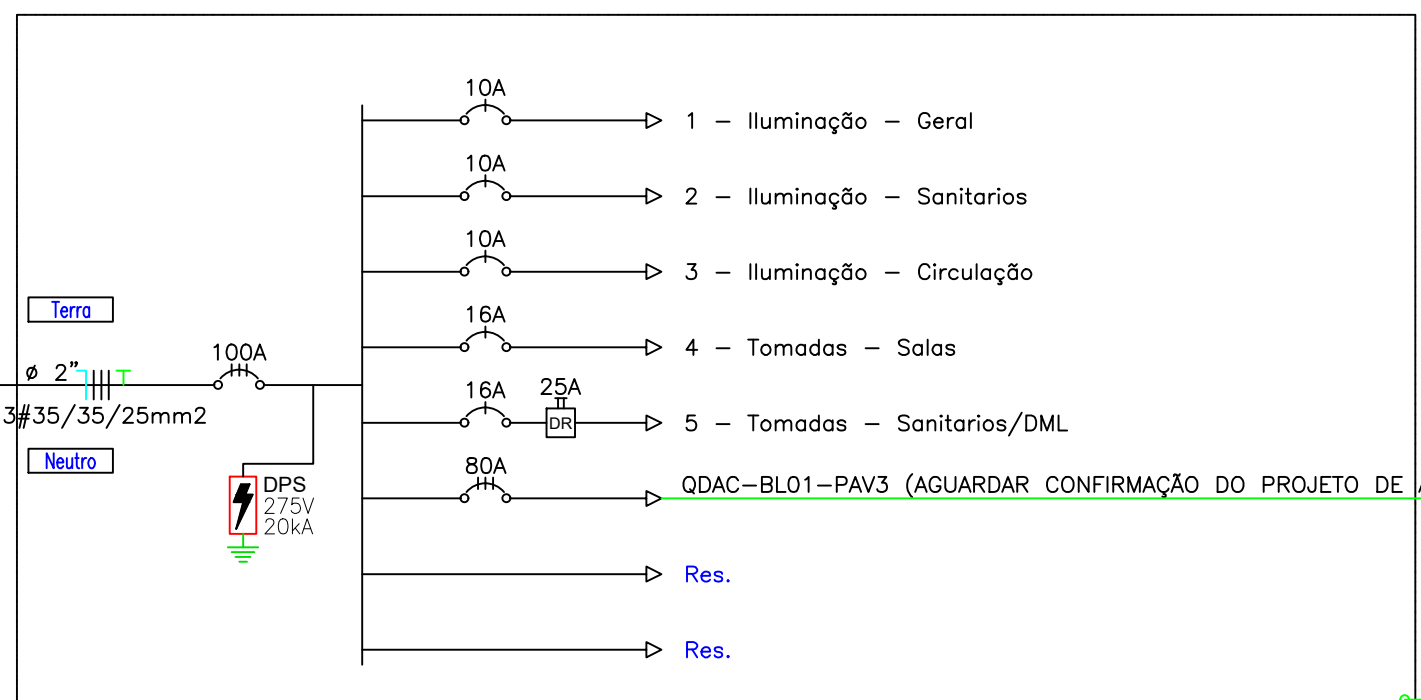 10A
1 – Iluminação – Geral
10A
2 – Iluminação – Sanitarios
10A
3 – Iluminação – Circulação
Terra
16A
4 – Tomadas – Salas
ø 2"
100A
3#35/35/25mm2
16A
25A
DR
5 – Tomadas – Sanitarios/DML
Neutro
80A
QDAC–BL01–PAV3 (AGUARDAR CONFIRMAÇÃO DO PROJETO DE
DPS
275V
20kA
Res.
Res.